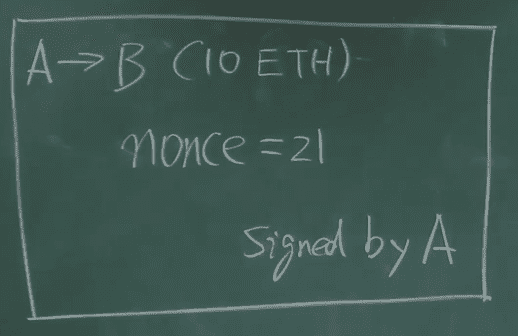 A → B (10 ETH)
nonce = 21
Signed by A